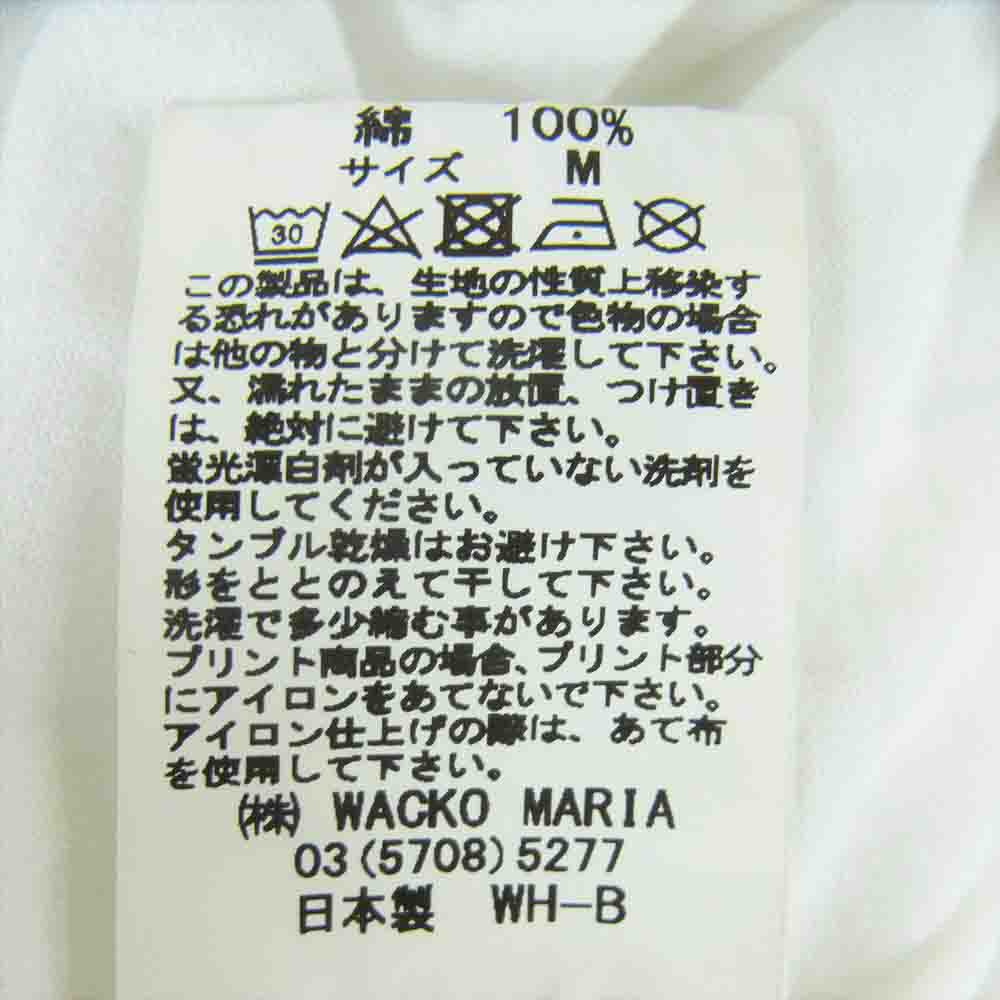 綿 100%
サイズ M
30
この製品は、生地の性質上移染す
る恐れがありますので色物の場合
は他の物と分けて洗濯して下さい。
又、濡れたままの放置、つけ置き
は、絶対に避けて下さい。
蛍光漂白剤が入っていない洗剤を
使用してください。
タンブル乾燥はお避け下さい。
形をととのえて干して下さい。
洗濯で多少縮む事があります。
プリント商品の場合、プリント部分
にアイロンをあてないで下さい。
アイロン仕上げの際は、あて布
を使用して下さい。
(株) WACKO MARIA
03(5708)5277
日本製 WH-B